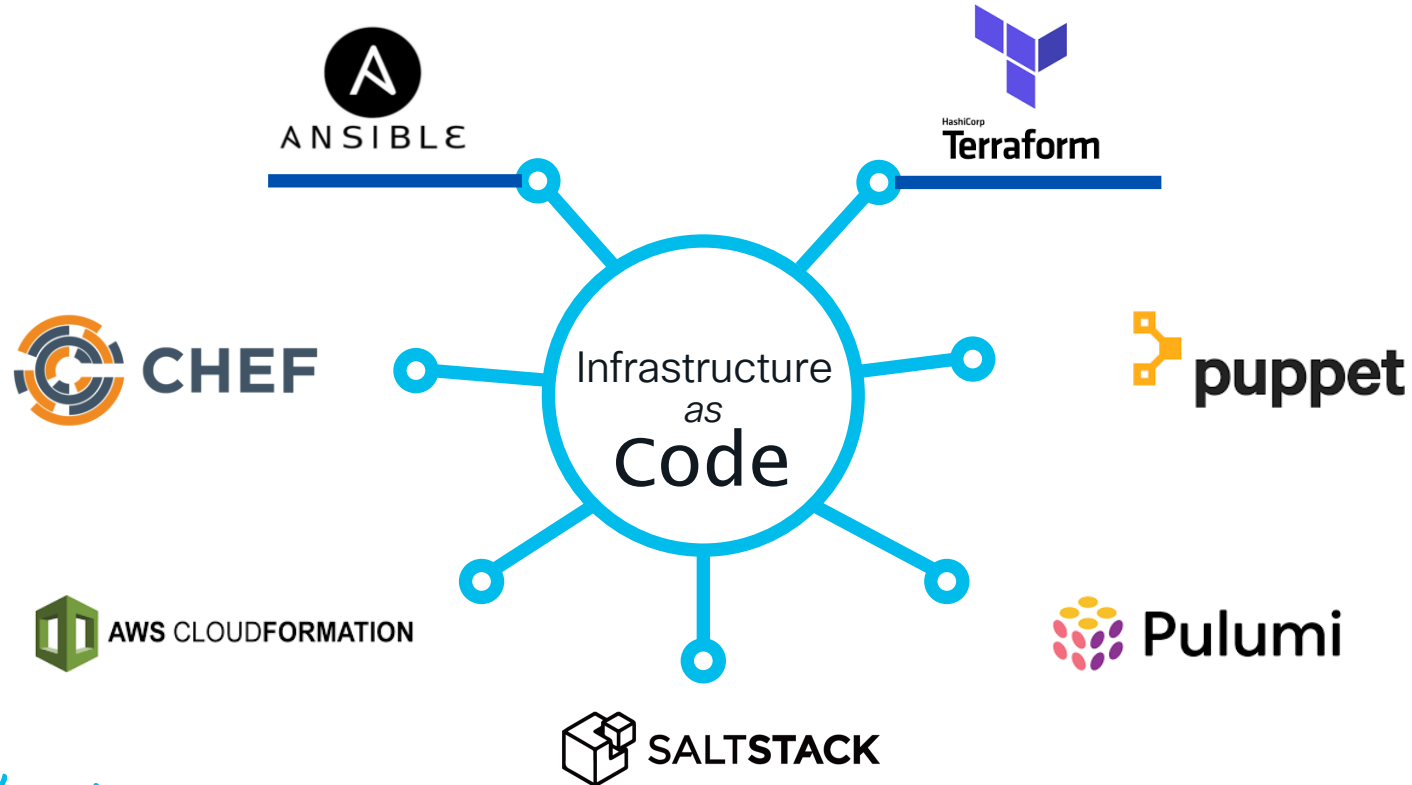 ANSIBLE
HashiCorp
Terraform
CHEF
Infrastructure
as
Code
puppet
AWS CLOUDFORMATION
Pulumi
SALTSTACK